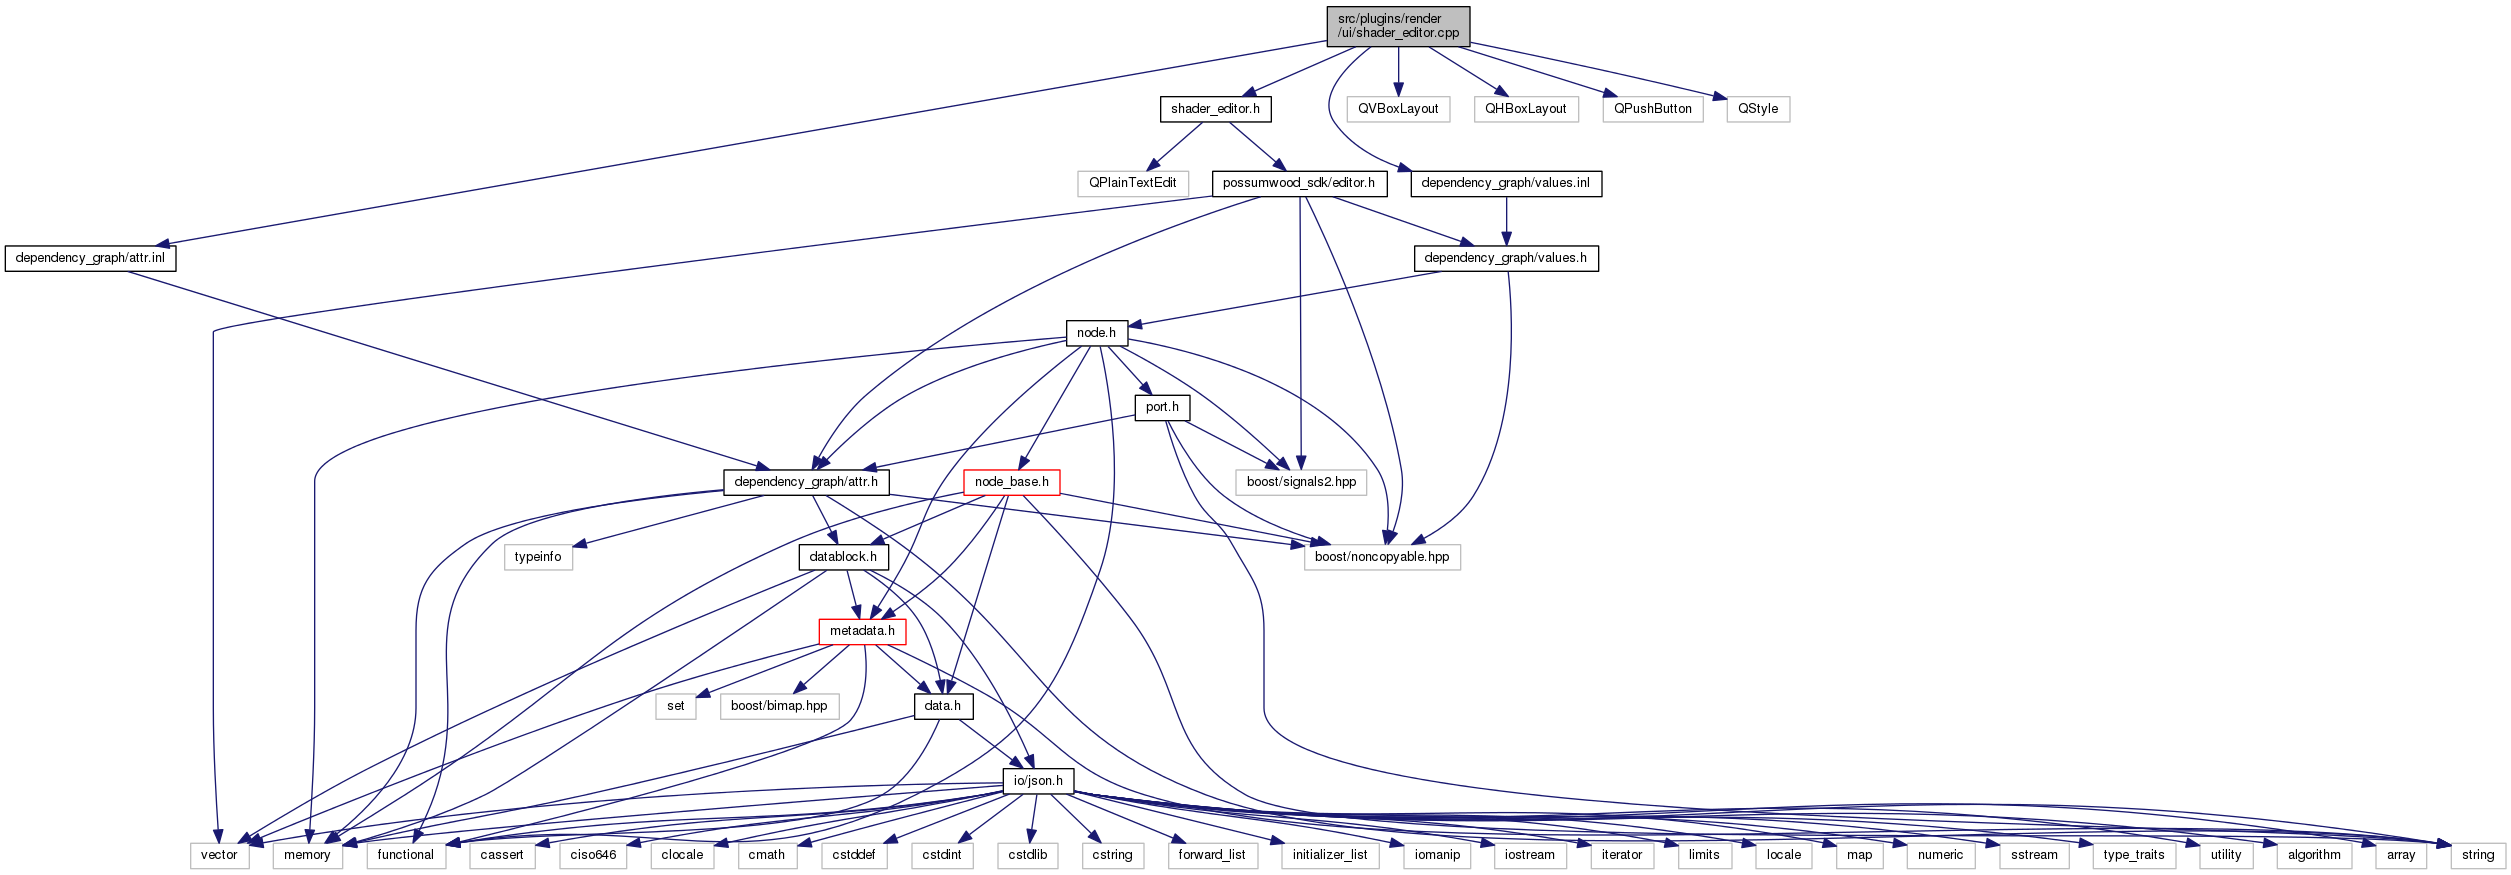 src/plugins/render
/ui/shader_editor.cpp
shader_editor.h
QVBoxLayout
QHBoxLayout
QPushButton
QStyle
QPlainTextEdit
possumwood_sdk/editor.h
dependency_graph/values.inl
dependency_graph/attr.inl
dependency_graph/values.h
node.h
port.h
dependency_graph/attr.h
node_base.h
boost/signals2.hpp
typeinfo
datablock.h
boost/noncopyable.hpp
metadata.h
set
boost/bimap.hpp
data.h
io/json.h
vector
memory
functional
cassert
ciso646
clocale
cmath
cstddef
cstdint
cstdlib
cstring
forward_list
initializer_list
iomanip
iostream
iterator
limits
locale
map
numeric
sstream
type_traits
utility
algorithm
array
string